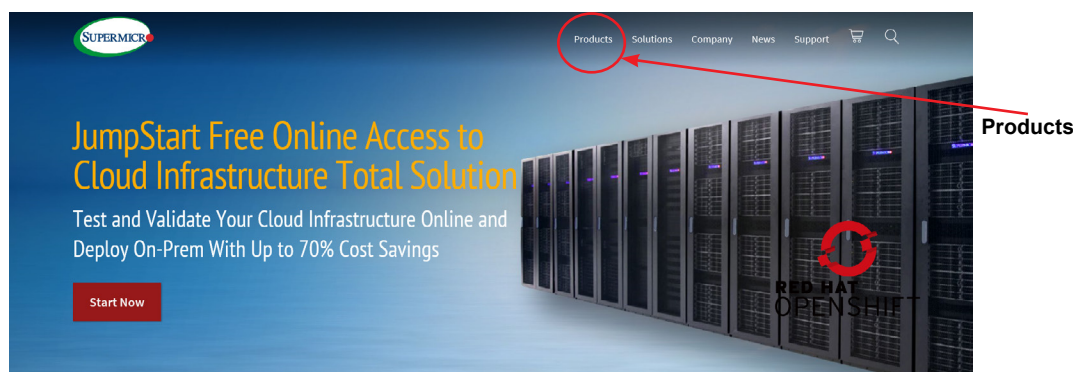 SUPERMICR
Products Solutions Company News Support
Products
JumpStart Free Online Access to
Cloud Infrastructure Total Solution
Test and Validate Your Cloud Infrastructure Online and
Deploy On-Prem With Up to 70% Cost Savings
Start Now
RED HAT
OPENSHIFT